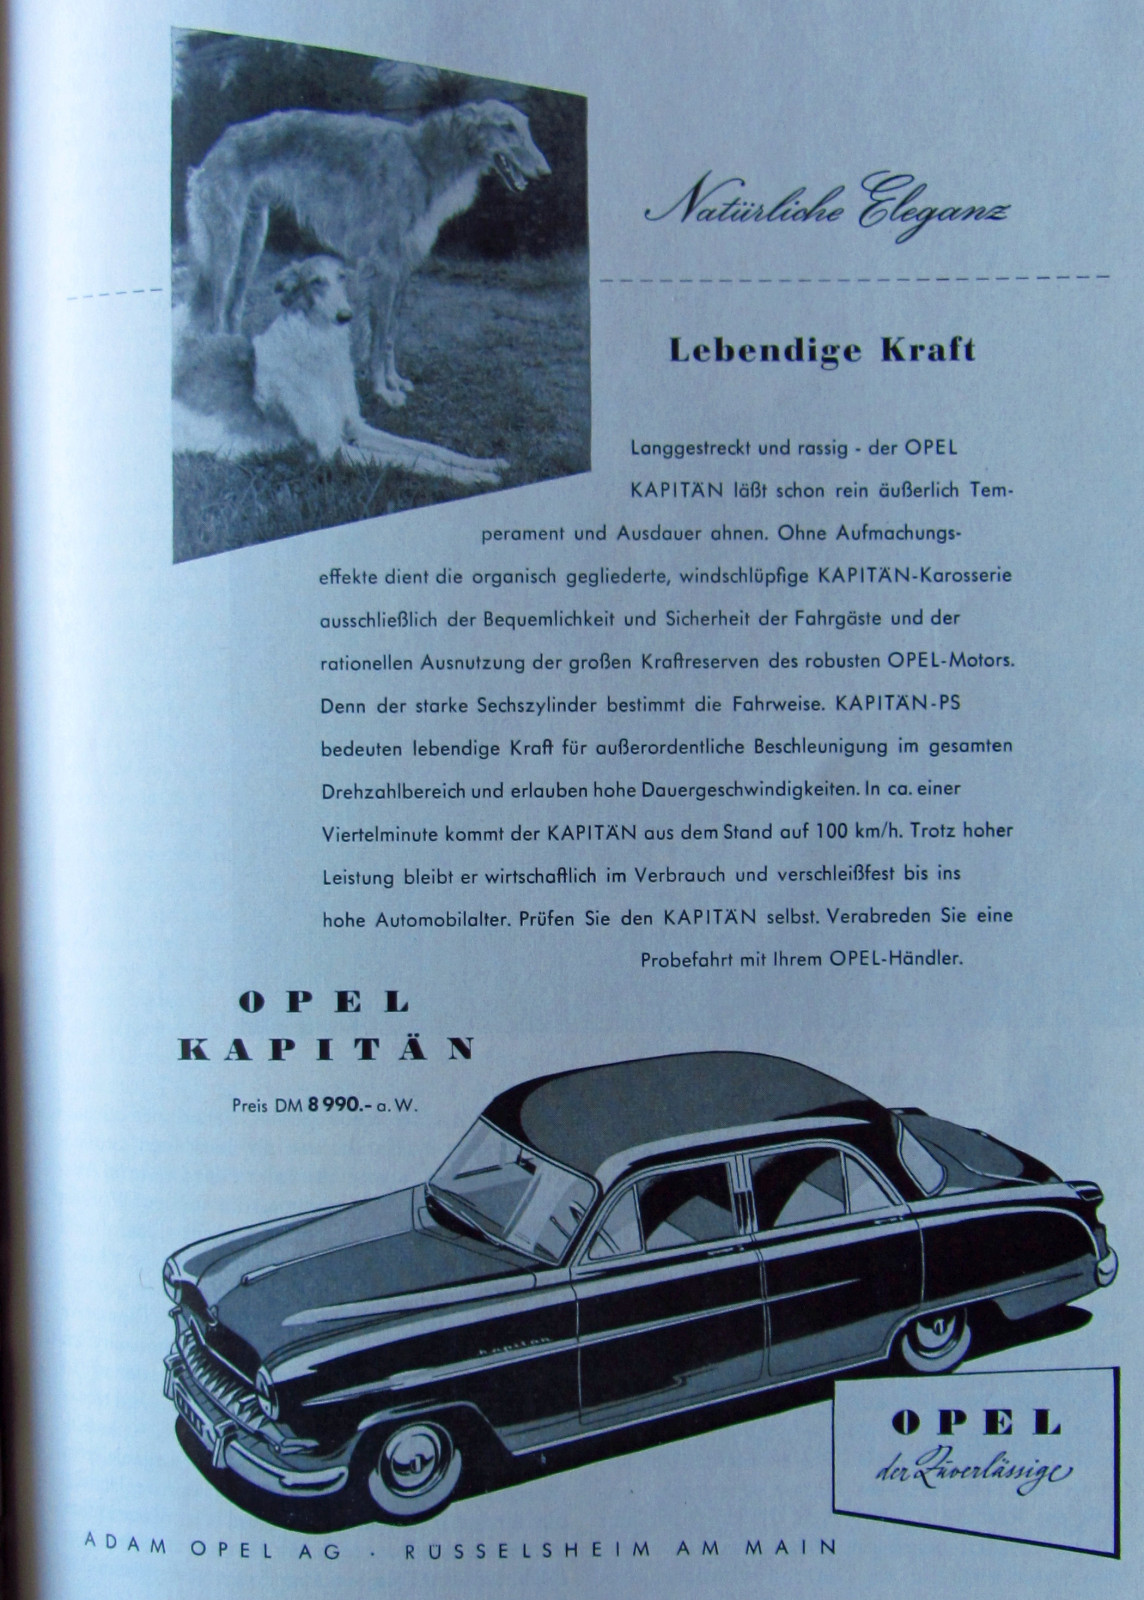 Natürliche Eleganz
Lebendige Kraft
Langgestreckt und rassig - der OPEL
KAPITÄN läßt schon rein äußerlich Tem-
perament und Ausdauer ahnen. Ohne Aufmachungs-
effekte dient die organisch gegliederte, windschlüpfige KAPITÄN-Karosserie
ausschließlich der Bequemlichkeit und Sicherheit der Fahrgäste und der
rationellen Ausnutzung der großen Kraftreserven des robusten OPEL-Motors.
Denn der starke Sechszylinder bestimmt die Fahrweise. KAPITÄN-PS
bedeuten lebendige Kraft für außerordentliche Beschleunigung im gesamten
Drehzahlbereich und erlauben hohe Dauergeschwindigkeiten. In ca. einer
Viertelminute kommt der KAPITÄN aus dem Stand auf 100 km/h. Trotz hoher
Leistung bleibt er wirtschaftlich im Verbrauch und verschleißfest bis ins
hohe Automobilalter. Prüfen Sie den KAPITÄN selbst. Verabreden Sie eine
Probefahrt mit Ihrem OPEL-Händler.
OPEL
KAPITÄN
Preis DM 8 990.- a. W.
Kapitän
OPEL
der Zuverlässige
ADAM OPEL AG · RÜSSELSHEIM AM MAIN